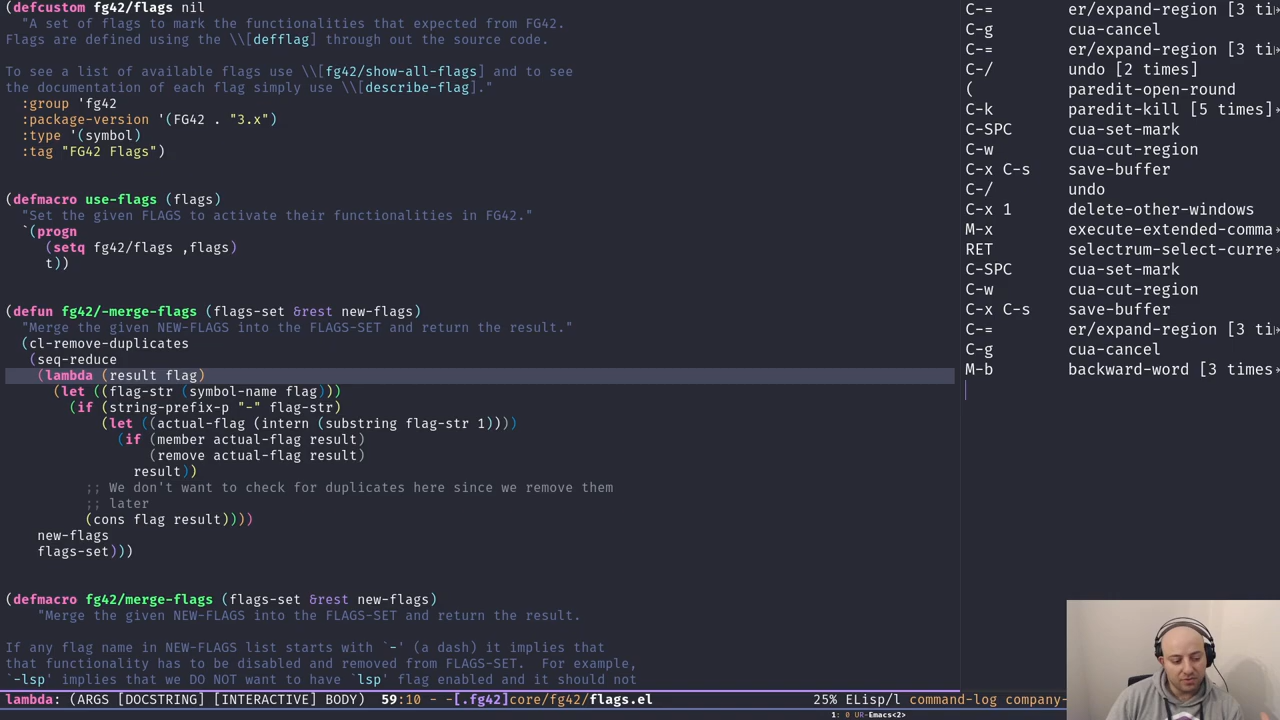 (defcustom fg42/flags nil
"A set of flags to mark the functionalities that expected from FG42.
Flags are defined using the \\[defflag] through out the source code.
To see a list of available flags use \\[fg42/show-all-flags] and to see
the documentation of each flag simply use \\[describe-flag]."
:group 'fg42
:package-version '(FG42 . "3.x")
:type '(symbol)
:tag "FG42 Flags")
(defmacro use-flags (flags)
"Set the given FLAGS to activate their functionalities in FG42."
`(progn
(setq fg42/flags ,flags)
t))
(defun fg42/-merge-flags (flags-set &rest new-flags)
"Merge the given NEW-FLAGS into the FLAGS-SET and return the result."
(cl-remove-duplicates
(seq-reduce
(lambda (result flag)
(let ((flag-str (symbol-name flag)))
(if (string-prefix-p "-" flag-str)
(let ((actual-flag (intern (substring flag-str 1))))
(if (member actual-flag result)
(remove actual-flag result)
result))
;; We don't want to check for duplicates here since we remove them
;; later
(cons flag result))))
new-flags
flags-set)))
(defmacro fg42/merge-flags (flags-set &rest new-flags)
"Merge the given NEW-FLAGS into the FLAGS-SET and return the result.
If any flag name in NEW-FLAGS list starts with `-' (a dash) it implies that
that functionality has to be disabled and removed from FLAGS-SET.  For example,
`-lsp' implies that we DO NOT want to have `lsp' flag enabled and it should not
lambda: (ARGS [DOCSTRING] [INTERACTIVE] BODY) 59:10 - -[.fg42]core/fg42/flags.el 25% ELisp/l command-log company-
1: 0 UR-Emacs<2>
C-= er/expand-region [3 ti
C-g cua-cancel
C-= er/expand-region [3 ti
C-/ undo [2 times]
( paredit-open-round
C-k paredit-kill [5 times]
C-SPC cua-set-mark
C-w cua-cut-region
C-x C-s save-buffer
C-/ undo
C-x 1 delete-other-windows
M-x execute-extended-comma
RET selectrum-select-curre
C-SPC cua-set-mark
C-w cua-cut-region
C-x C-s save-buffer
C-= er/expand-region [3 ti
C-g cua-cancel
M-b backward-word [3 times